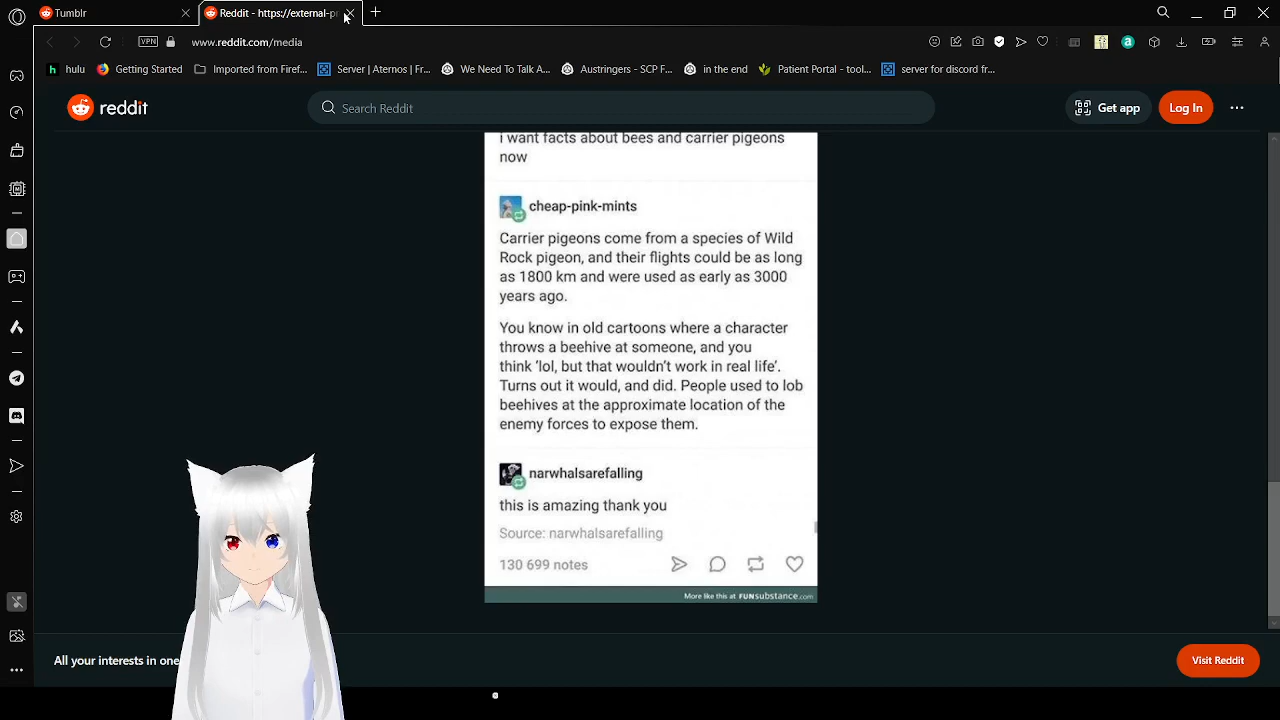 Tumblr
Reddit - https://external-pr
VPN
www.reddit.com/media
hulu
Getting Started
Imported from Firef...
Server | Aternos | Fr...
We Need To Talk A...
Austringers - SCP F...
in the end
Patient Portal - tool...
server for discord fr...
reddit
Search Reddit
Get app
Log In
i want facts about bees and carrier pigeons
now
cheap-pink-mints
Carrier pigeons come from a species of Wild
Rock pigeon, and their flights could be as long
as 1800 km and were used as early as 3000
years ago.
You know in old cartoons where a character
throws a beehive at someone, and you
think ‘lol, but that wouldn’t work in real life’.
Turns out it would, and did. People used to lob
beehives at the approximate location of the
enemy forces to expose them.
narwhalsarefalling
this is amazing thank you
Source: narwhalsarefalling
130 699 notes
More like this at FUNsubstance.com
All your interests in one
Visit Reddit